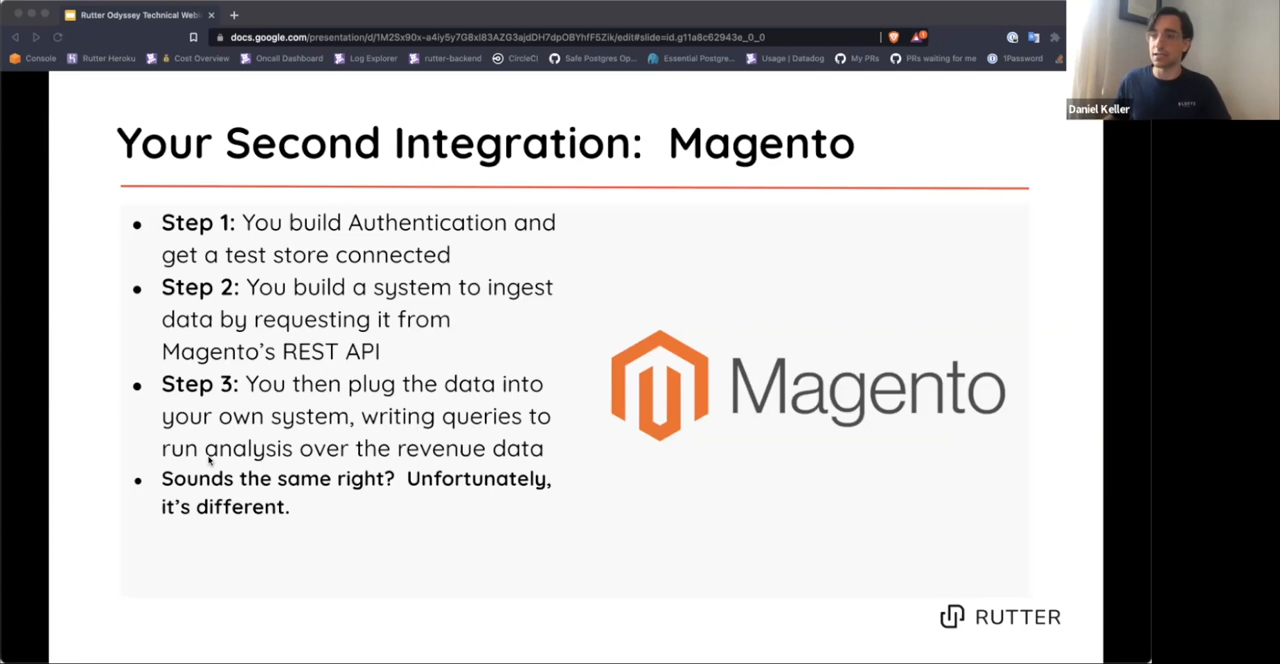 Rutter Odyssey Technical Web
docs.google.com/presentation/d/1M2Sx90x-a4iy5y7G8xI83AZG3ajdDH7dpOBYhfF5Zik/edit#slide=id.g11a8c62943e_0_0
Console Rutter Heroku Cost Overview Oncall Dashboard Log Explorer rutter-backend CircleCI Safe Postgres Op... Essential Postgre... Usage | Datadog My PRs PRs waiting for me 1Password
Daniel Keller
Your Second Integration: Magento
• Step 1: You build Authentication and
get a test store connected
• Step 2: You build a system to ingest
data by requesting it from
Magento's REST API
• Step 3: You then plug the data into
your own system, writing queries to
run analysis over the revenue data
• Sounds the same right? Unfortunately,
it's different.
Magento
RUTTER